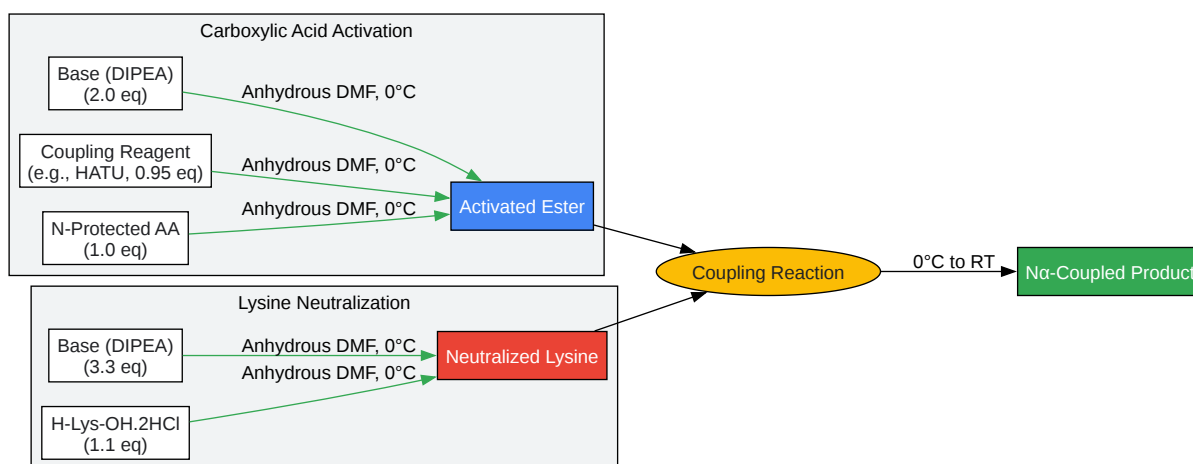 Carboxylic Acid Activation
Base (DIPEA)
(2.0 eq)
Anhydrous DMF, 0°C
Coupling Reagent
(e.g., HATU, 0.95 eq)
Anhydrous DMF, 0°C
N-Protected AA
(1.0 eq)
Anhydrous DMF, 0°C
Activated Ester
Lysine Neutralization
Base (DIPEA)
(3.3 eq)
Anhydrous DMF, 0°C
H-Lys-OH.2HCl
(1.1 eq)
Anhydrous DMF, 0°C
Neutralized Lysine
Coupling Reaction
0°C to RT
Nα-Coupled Product